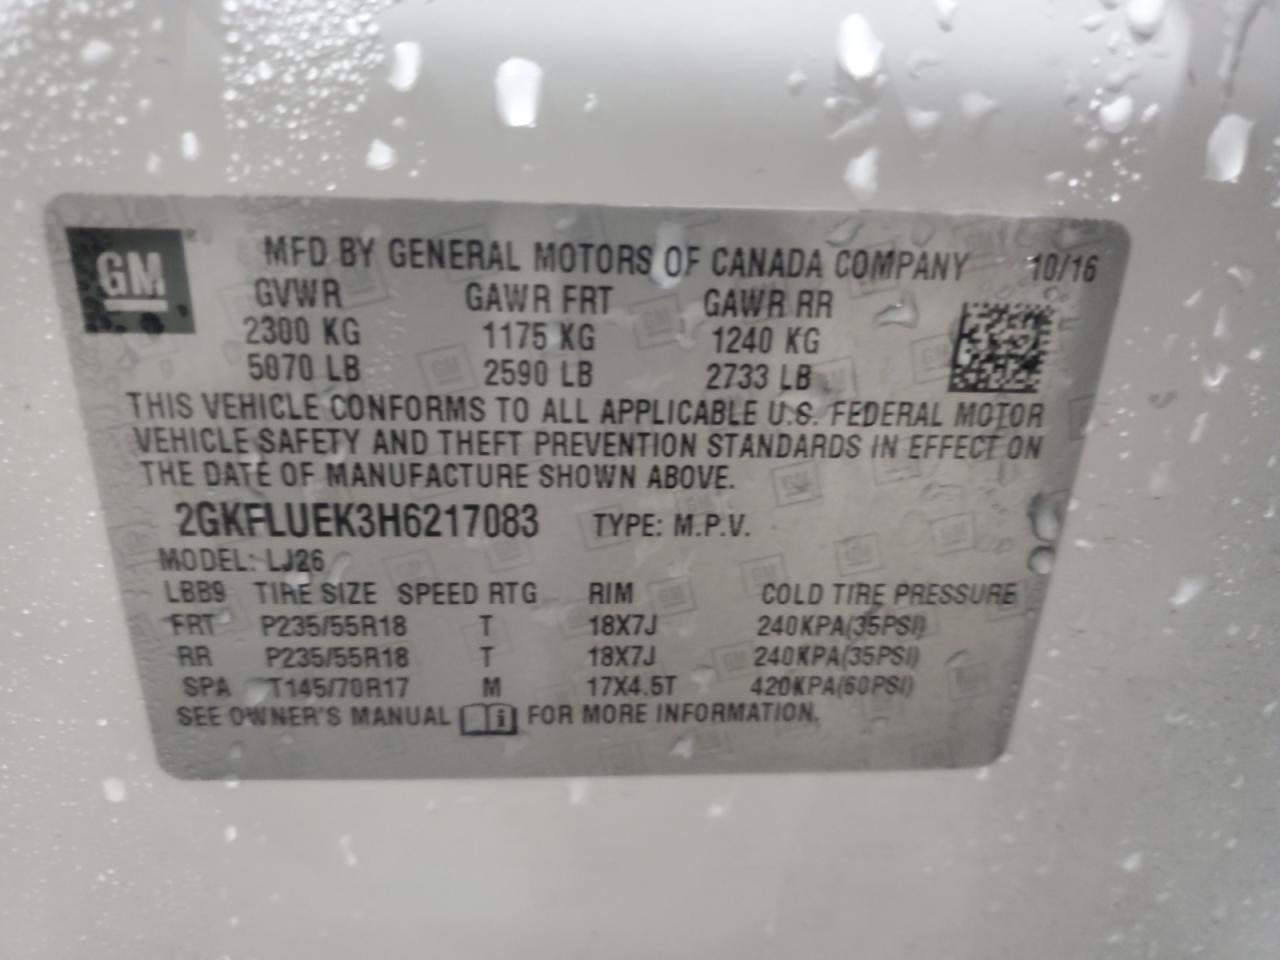 GM
MFD BY GENERAL MOTORS OF CANADA COMPANY 10/16
GVWR GAWR FRT GAWR RR
2300 KG 1175 KG 1240 KG
5070 LB 2590 LB 2733 LB
THIS VEHICLE CONFORMS TO ALL APPLICABLE U.S. FEDERAL MOTOR
VEHICLE SAFETY AND THEFT PREVENTION STANDARDS IN EFFECT ON
THE DATE OF MANUFACTURE SHOWN ABOVE.
2GKFLUEK3H6217083 TYPE: M.P.V.
MODEL: LJ26
LBB9 TIRE SIZE SPEED RTG RIM COLD TIRE PRESSURE
FRT P235/55R18 T 18X7J 240KPA(35PSI)
RR P235/55R18 T 18X7J 240KPA(35PSI)
SPA T145/70R17 M 17X4.5T 420KPA(60PSI)
SEE OWNER'S MANUAL FOR MORE INFORMATION.